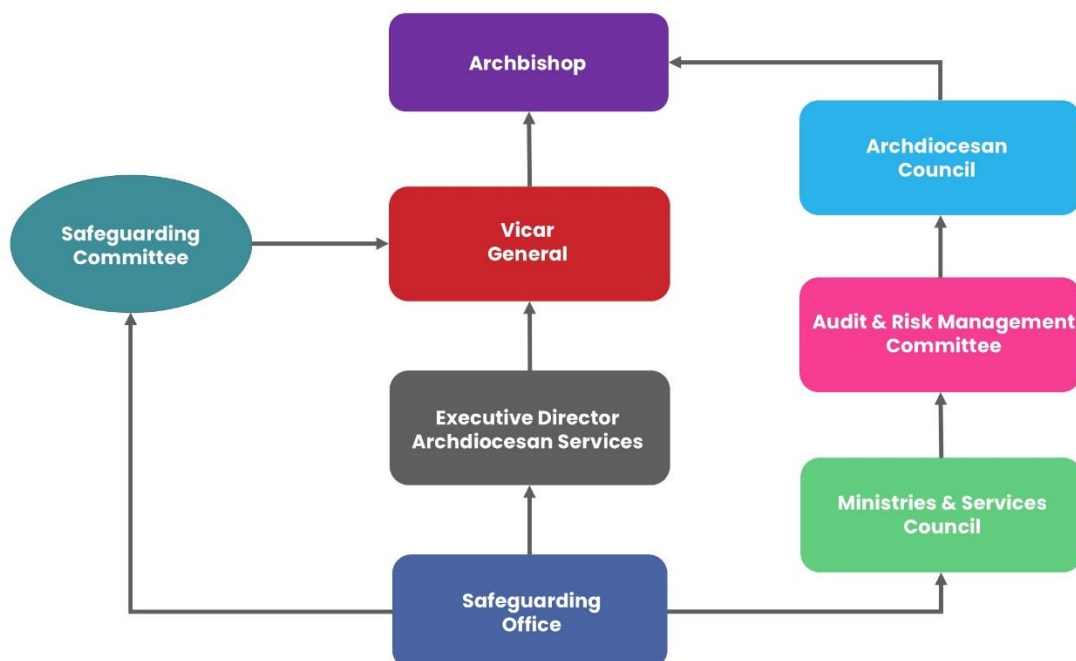 Archbishop
Archdiocesan
Council
Safeguarding
Committee
Vicar
General
Audit & Risk Management
Committee
Executive Director
Archdiocesan Services
Ministries & Services
Council
Safeguarding
Office